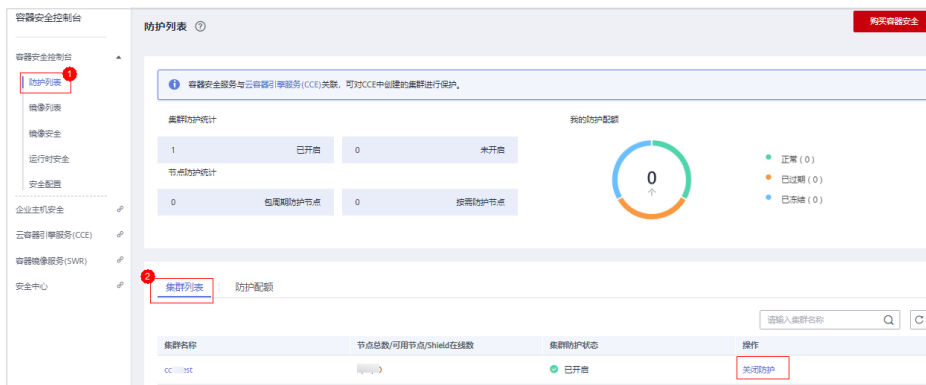 容器安全控制台
防护列表
购买容器安全
容器安全控制台
1
防护列表
镜像列表
镜像安全
运行时安全
安全配置
企业主机安全
云容器引擎服务(CCE)
容器镜像服务(SWR)
安全中心
容器安全服务与云容器引擎服务(CCE)关联，可对CCE中创建的集群进行保护。
集群防护统计
1 已开启 0 未开启
节点防护统计
0 包周期防护节点 0 按需防护节点
我的防护配额
0
个
正常 ( 0 )
已过期 ( 0 )
已冻结 ( 0 )
2
集群列表 防护配额
请输入集群名称
集群名称 节点总数/可用节点/Shield在线数 集群防护状态 操作
已开启 关闭防护